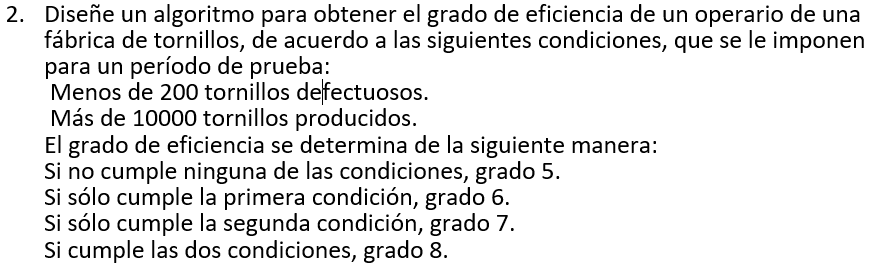 2. Diseñe un algoritmo para obtener el grado de eficiencia de un operario de una
fábrica de tornillos, de acuerdo a las siguientes condiciones, que se le imponen
para un período de prueba:
Menos de 200 tornillos defectuosos.
Más de 10000 tornillos producidos.
El grado de eficiencia se determina de la siguiente manera:
Si no cumple ninguna de las condiciones, grado 5.
Si sólo cumple la primera condición, grado 6.
Si sólo cumple la segunda condición, grado 7.
Si cumple las dos condiciones, grado 8.